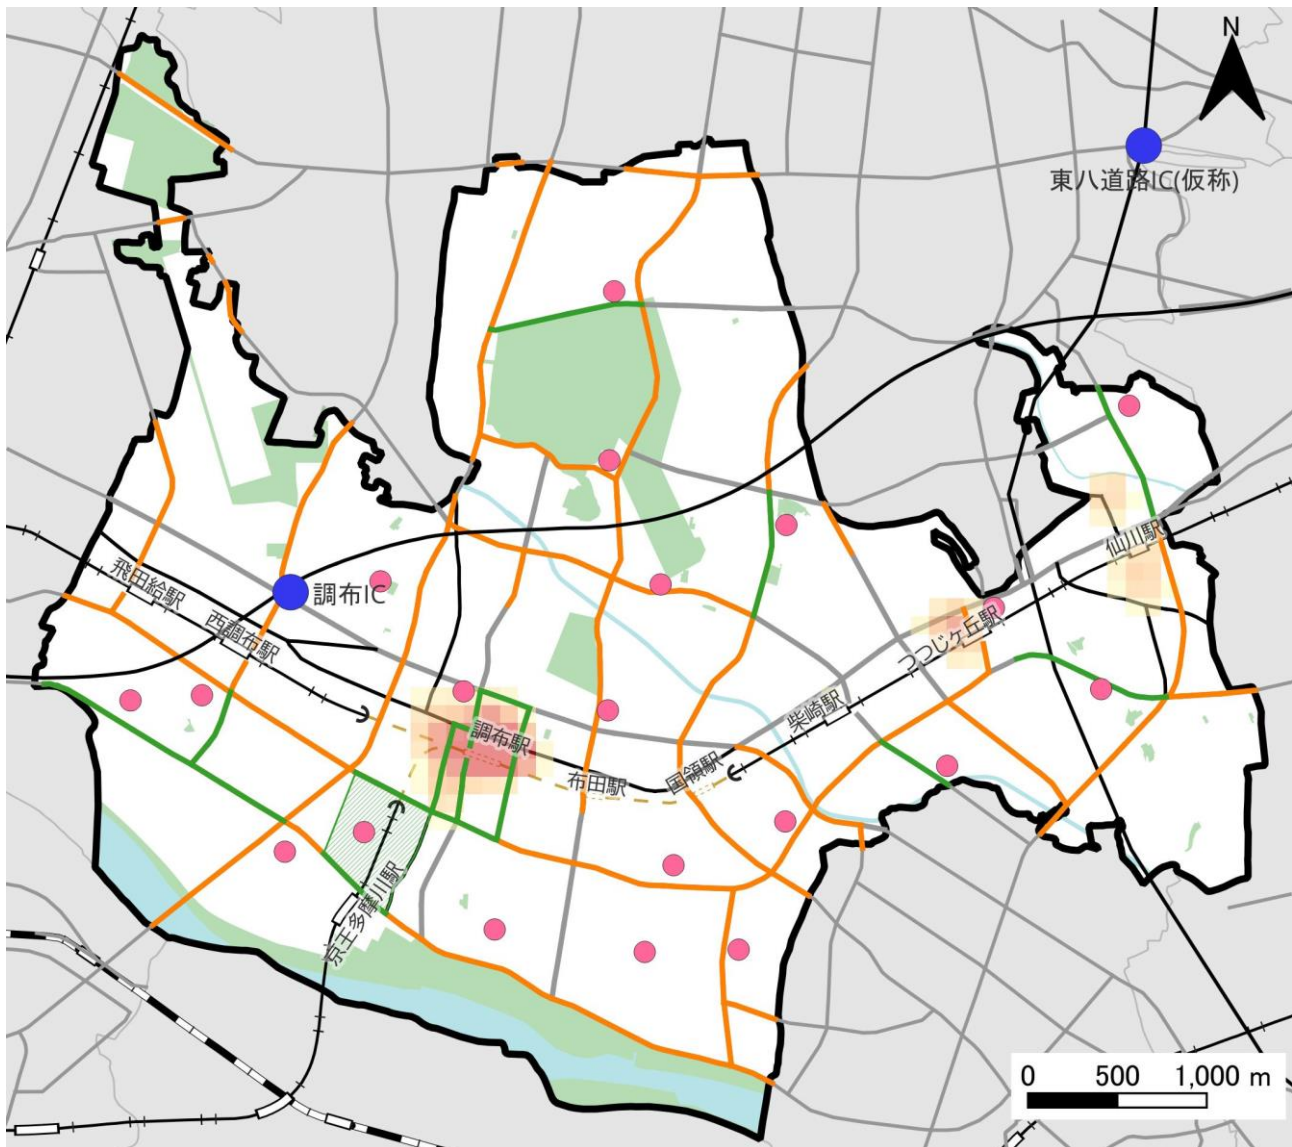 N
東八道路IC(仮称)
仙川駅
飛田給駅
調布IC
西調布駅
つつじヶ丘駅
柴崎駅
調布駅
国領駅
布田駅
京王多摩川駅
0 500 1,000 m